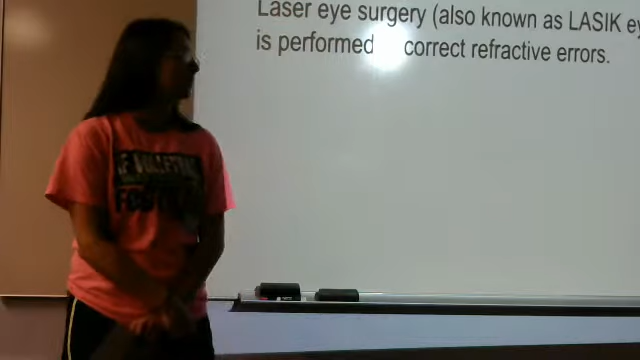 Laser eye surgery (also known as LASIK
is performed correct refractive errors.